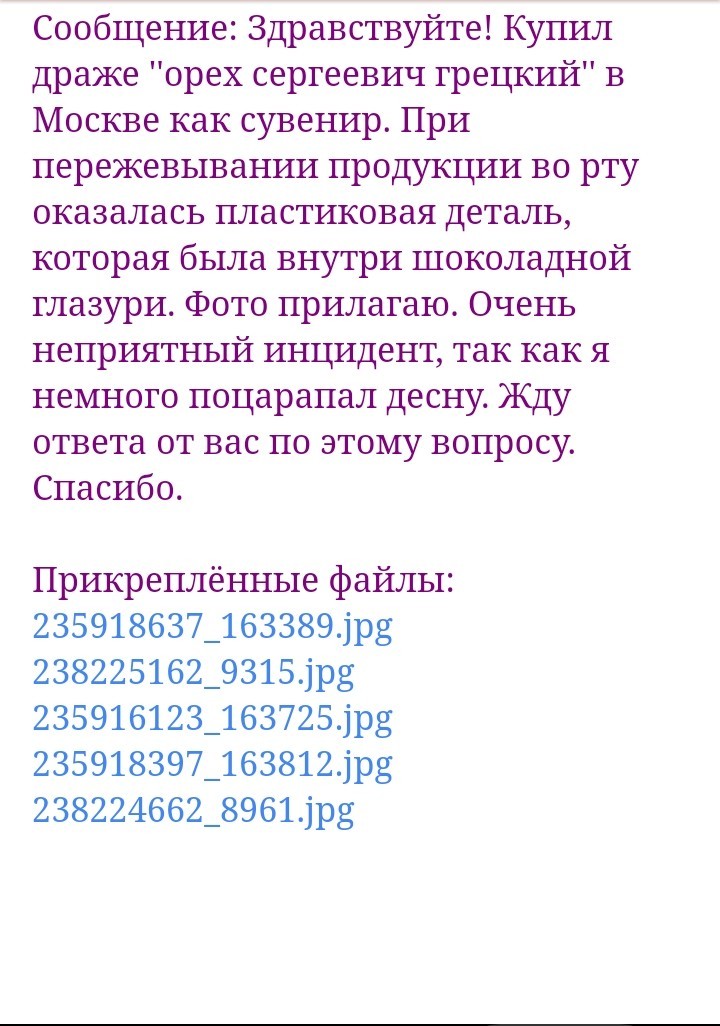 Сообщение: Здравствуйте! Купил
драже "орех сергеевич грецкий" в
Москве как сувенир. При
пережевывании продукции во рту
оказалась пластиковая деталь,
которая была внутри шоколадной
глазури. Фото прилагаю. Очень
неприятный инцидент, так как я
немного поцарапал десну. Жду
ответа от вас по этому вопросу.
Спасибо.
Прикреплённые файлы:
235918637_163389.jpg
238225162_9315.jpg
235916123_163725.jpg
235918397_163812.jpg
238224662_8961.jpg